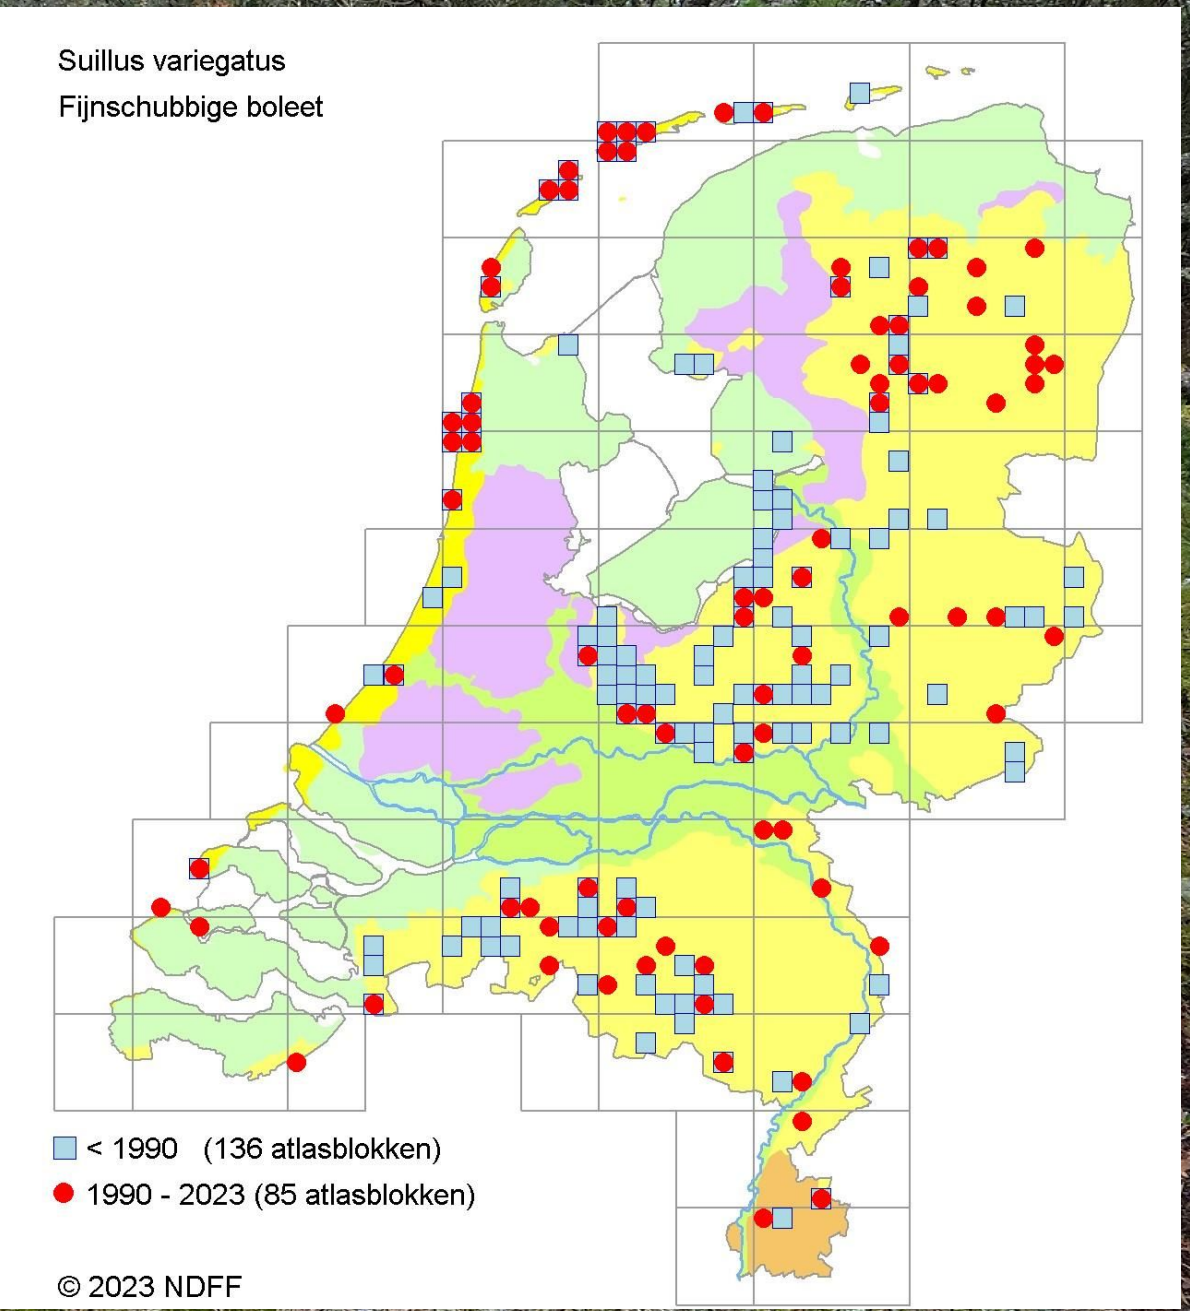 Suillus variegatus
Fijnschubbige boleet
< 1990 (136 atlasblokken)
1990 - 2023 (85 atlasblokken)
© 2023 NDFF